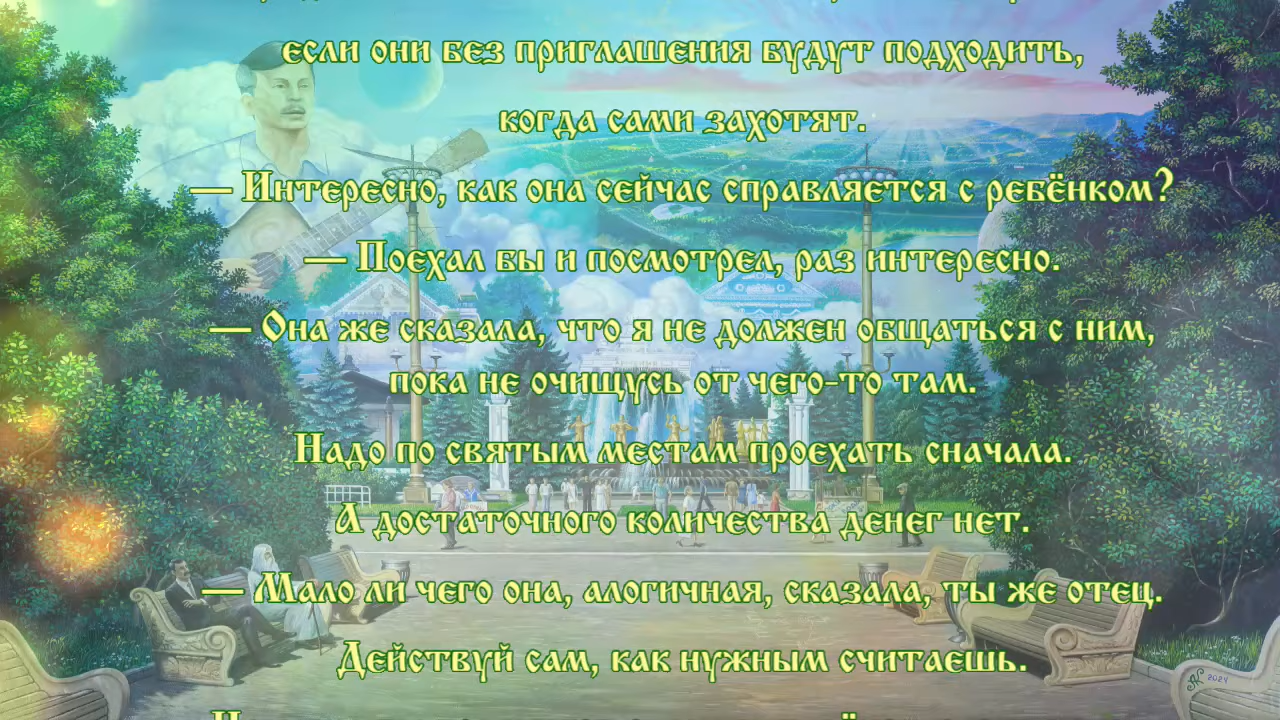 если они без приглашения будут подходить,
когда сами захотят.
— Интересно, как она сейчас справляется с ребёнком?
— Поехал бы и посмотрел, раз интересно.
— Она же сказала, что я не должен общаться с ним,
пока не очищусь от чего-то там.
Надо по святым местам проехать сначала.
А достаточного количества денег нет.
— Мало ли чего она, алогичная, сказала, ты же отец.
Действуй сам, как нужным считаешь.
2024